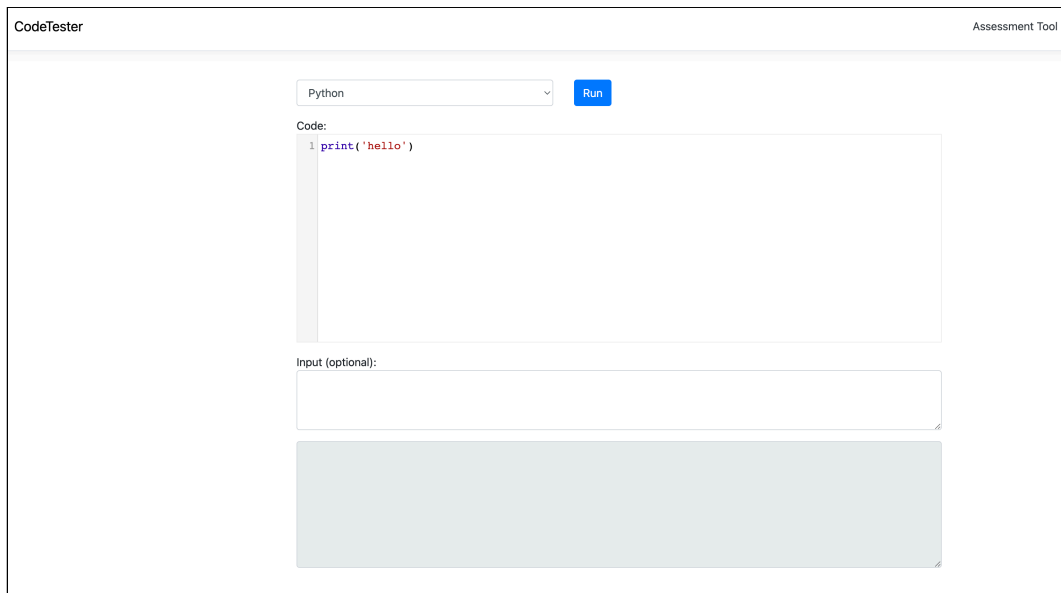 CodeTester Assessment Tool
Python Run
Code:
1 print('hello')
Input (optional):